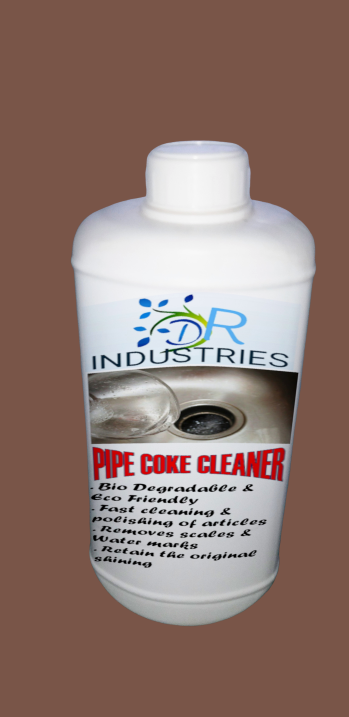 DR
INDUSTRIES
PIPE COKE CLEANER
- Bio Degradable &
Eco Friendly
- Fast cleaning &
polishing of articles
- Removes scales &
Water marks
- Retain the original
shining